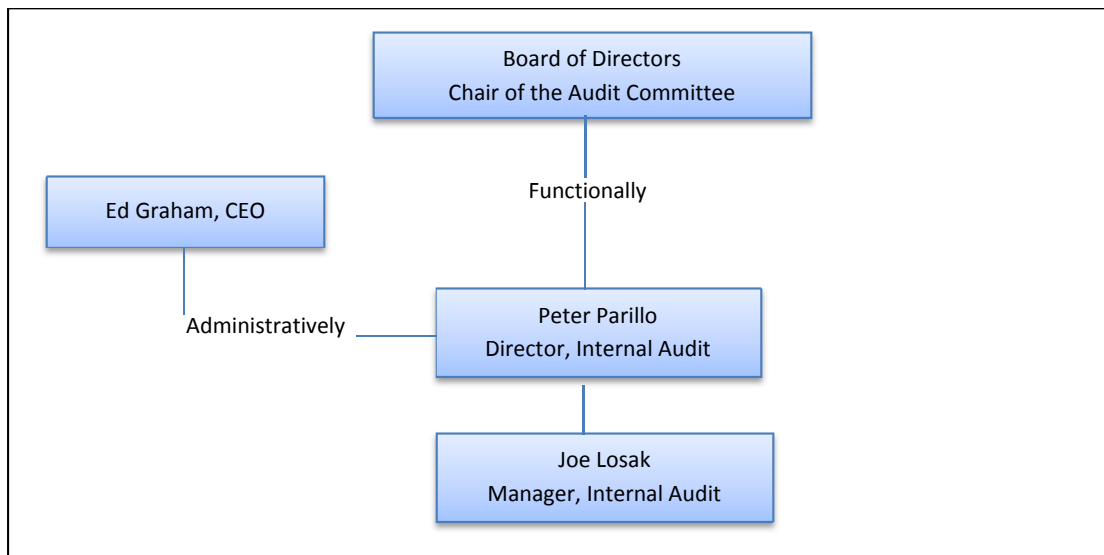 Board of Directors
Chair of the Audit Committee
Functionally
Ed Graham, CEO
Administratively
Peter Parillo
Director, Internal Audit
Joe Losak
Manager, Internal Audit